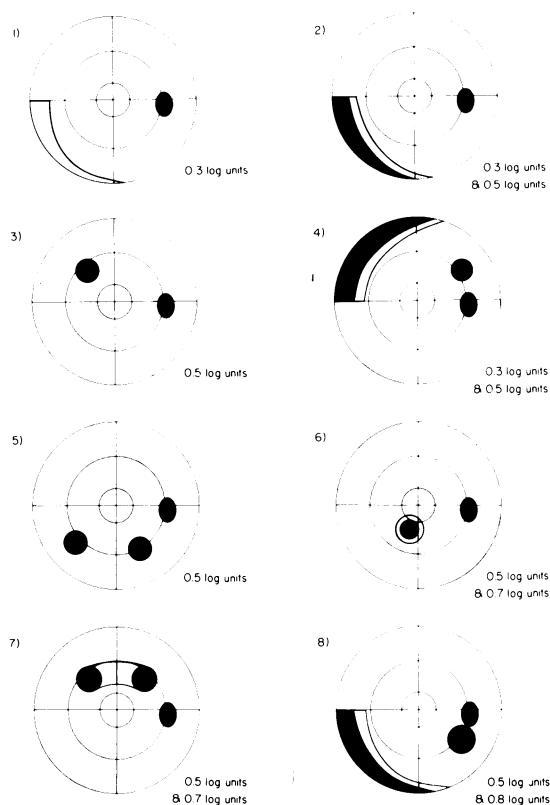 1)
0.3 log units
2)
0.3 log units
& 0.5 log units
3)
0.5 log units
4)
0.3 log units
& 0.5 log units
5)
0.5 log units
6)
0.5 log units
& 0.7 log units
7)
0.5 log units
& 0.7 log units
8)
0.5 log units
& 0.8 log units